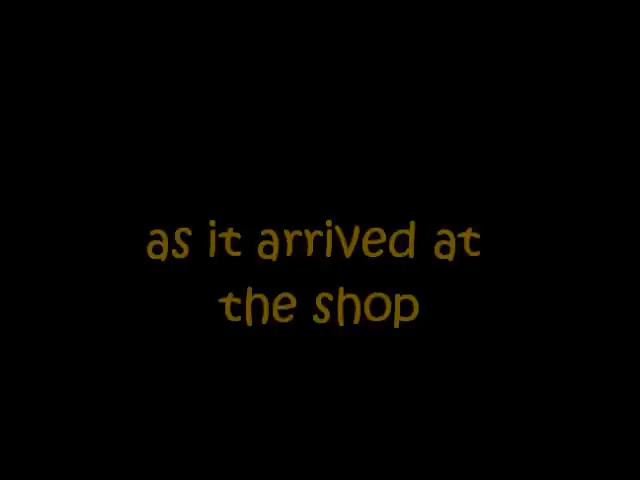 as it arrived at
the shop